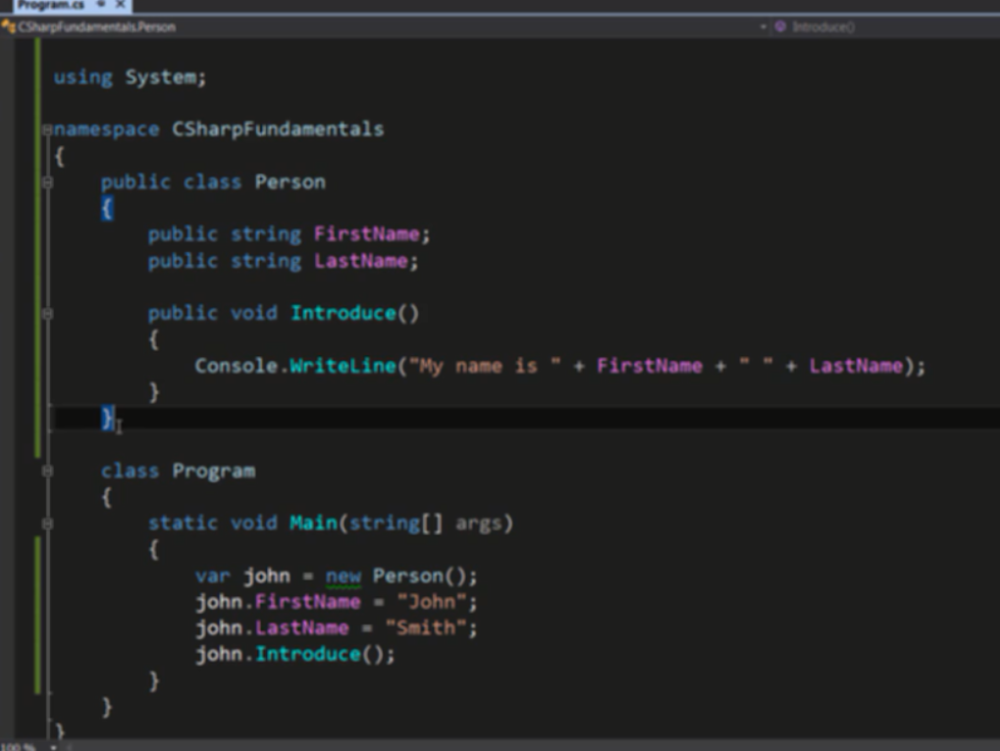 Program.cs
CSharpFundamentals.Person
Introduce()
using System;
namespace CSharpFundamentals
{
public class Person
{
public string FirstName;
public string LastName;
public void Introduce()
{
Console.WriteLine("My name is " + FirstName + " " + LastName);
}
}
class Program
{
static void Main(string[] args)
{
var john = new Person();
john.FirstName = "John";
john.LastName = "Smith";
john.Introduce();
}
}
}
100 %